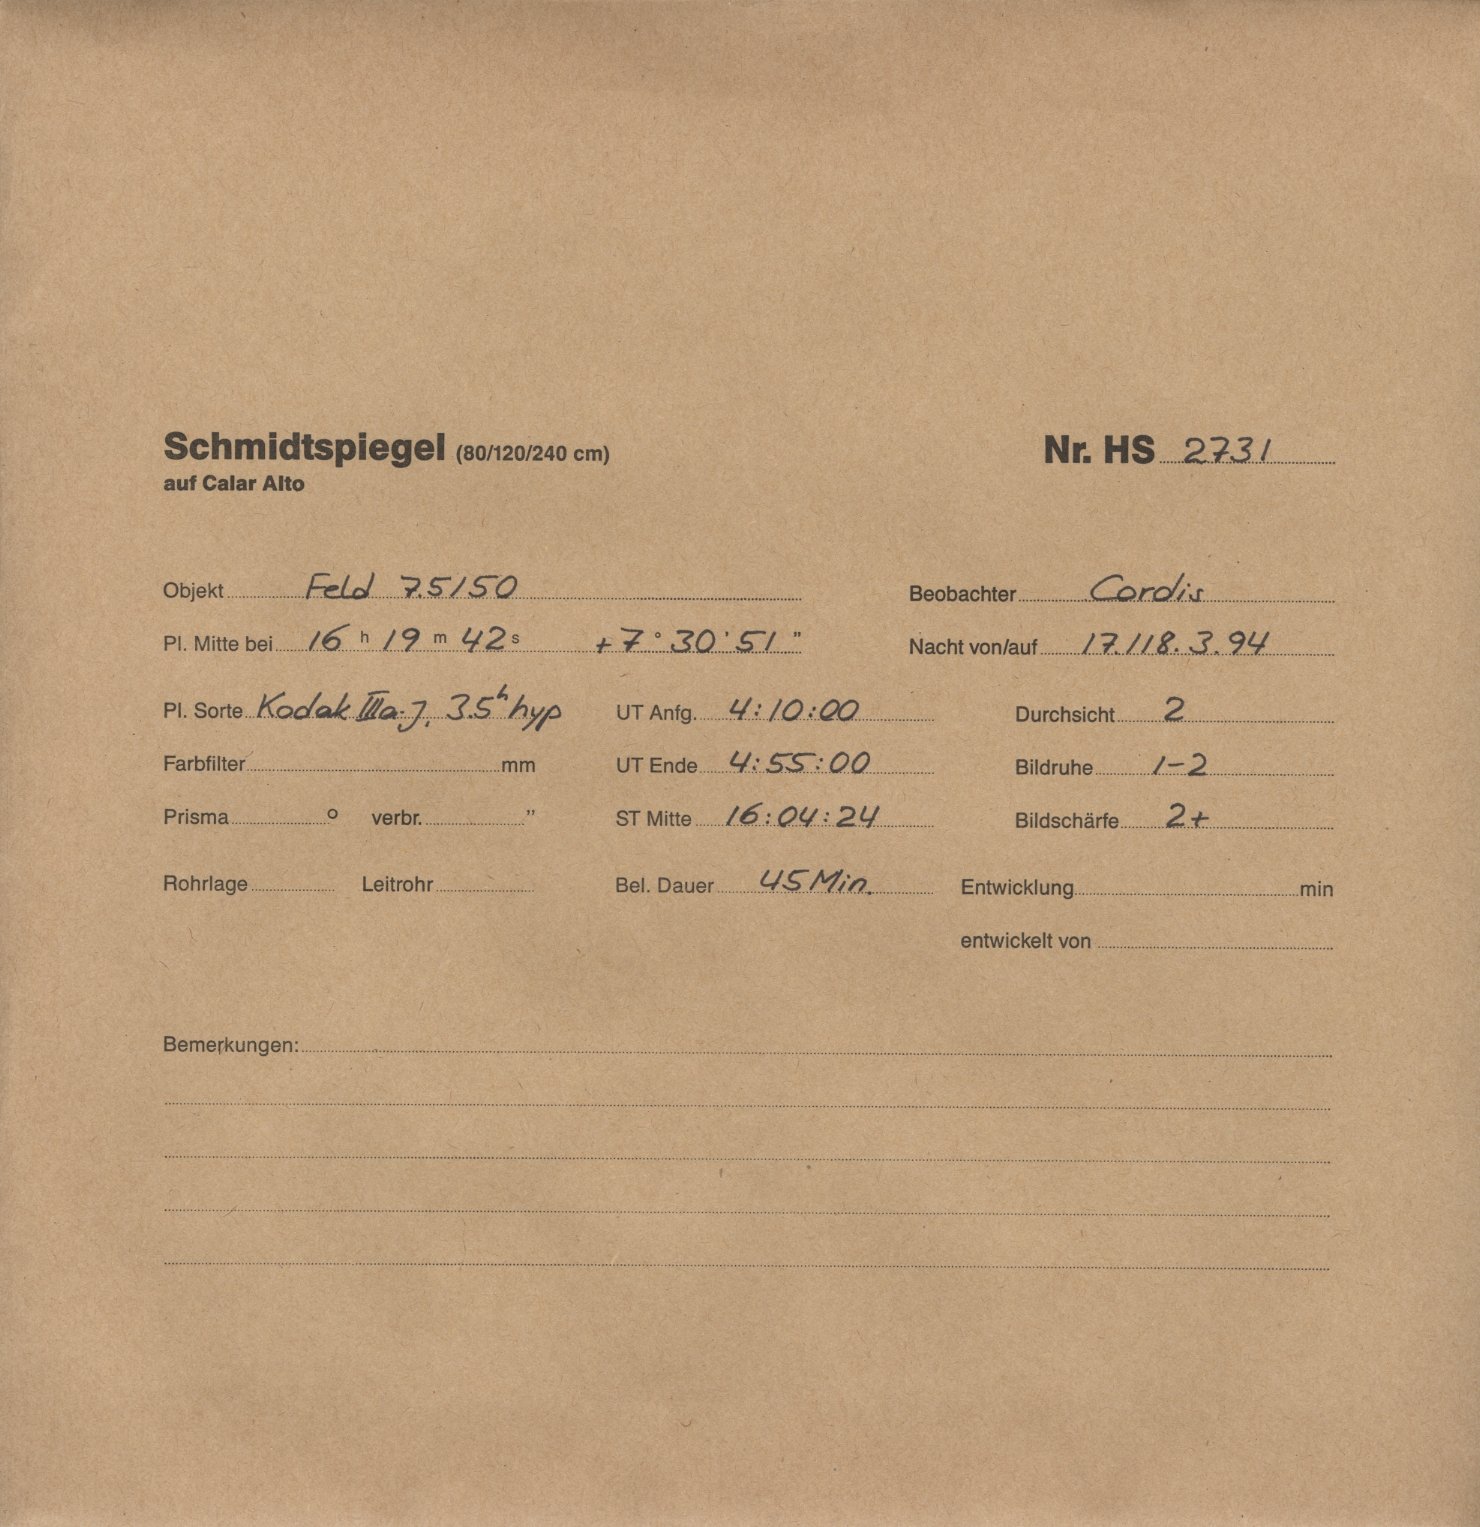 Schmidtspiegel (80/120/240 cm) Nr. HS 2731
auf Calar Alto
Objekt Feld 7.5/50 Beobachter Cordis
Pl. Mitte bei 16 h 19 m 42 s +7° 30' 51" Nacht von/auf 17./18.3.94
Pl. Sorte Kodak IIIa-J, 3.5h hyp UT Anfg. 4:10:00 Durchsicht 2
Farbfilter mm UT Ende 4:55:00 Bildruhe 1-2
Prisma ° verbr. " ST Mitte 16:04:24 Bildschärfe 2+
Rohrlage Leitrohr Bel. Dauer 45 Min. Entwicklung min
entwickelt von
Bemerkungen: